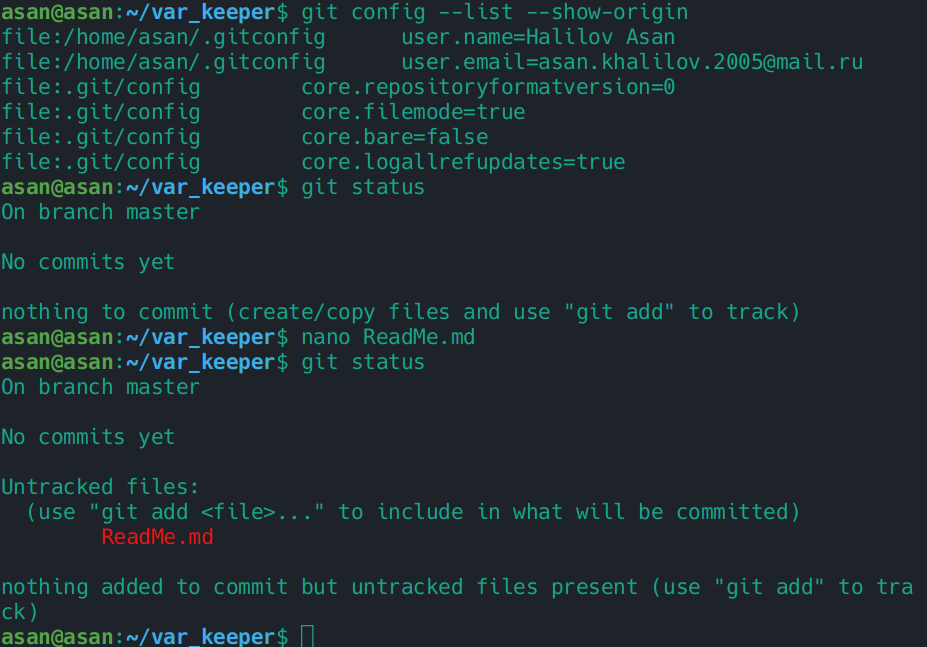 asan@asan:~/var_keeper$ git config --list --show-origin
file:/home/asan/.gitconfig      user.name=Halilov Asan
file:/home/asan/.gitconfig      user.email=asan.khalilov.2005@mail.ru
file:.git/config        core.repositoryformatversion=0
file:.git/config        core.filemode=true
file:.git/config        core.bare=false
file:.git/config        core.logallrefupdates=true
asan@asan:~/var_keeper$ git status
On branch master
No commits yet
nothing to commit (create/copy files and use "git add" to track)
asan@asan:~/var_keeper$ nano ReadMe.md
asan@asan:~/var_keeper$ git status
On branch master
No commits yet
Untracked files:
  (use "git add <file>..." to include in what will be committed)
        ReadMe.md
nothing added to commit but untracked files present (use "git add" to tra
ck)
asan@asan:~/var_keeper$